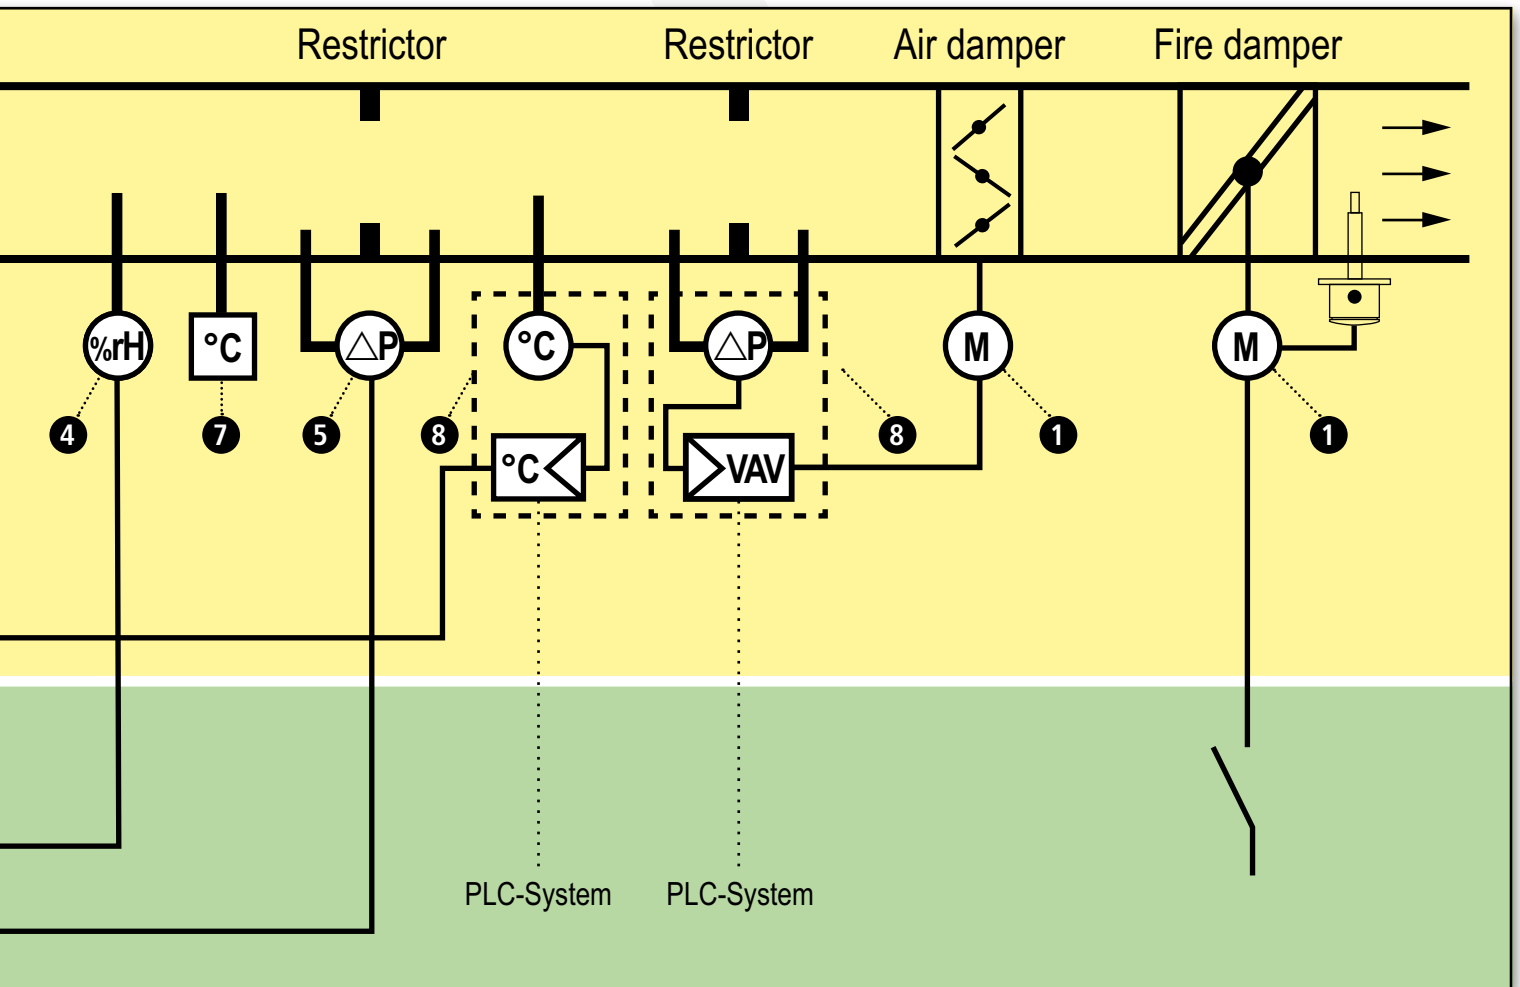 Restrictor Restrictor Air damper Fire damper
%rH °C △P °C △P M M
4 7 5 8 8 1 1
°C VAV
PLC-System PLC-System